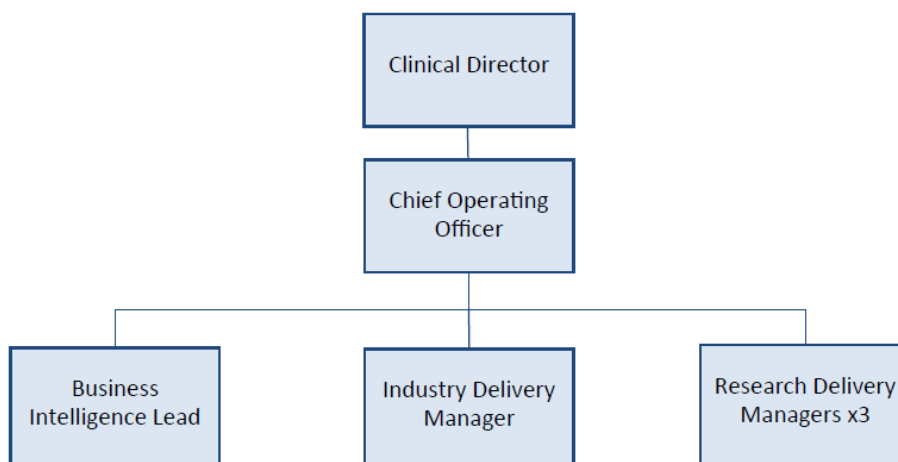 Clinical Director
Chief Operating
Officer
Business
Intelligence Lead
Industry Delivery
Manager
Research Delivery
Managers x3